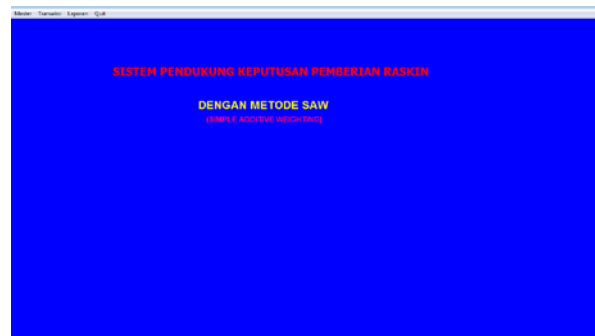 Master Transaksi Laporan Quit
SISTEM PENDUKUNG KEPUTUSAN PEMBERIAN RASKIN
DENGAN METODE SAW
(SIMPLE ADDITIVE WEIGHTING)